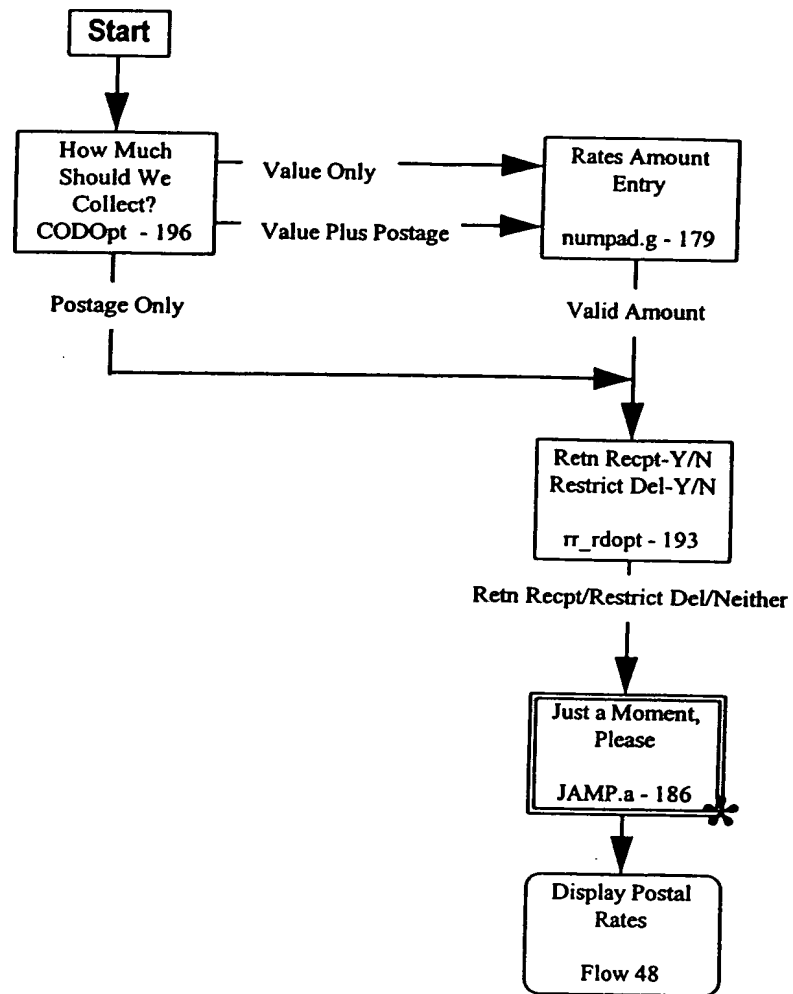 Start
How Much
Should We
Collect?
CODOpt - 196
Value Only
Value Plus Postage
Rates Amount
Entry
numpad.g - 179
Postage Only
Valid Amount
Retn Recpt-Y/N
Restrict Del-Y/N
rr_rdopt - 193
Retn Recpt/Restrict Del/Neither
Just a Moment,
Please
JAMP.a - 186
Display Postal
Rates
Flow 48